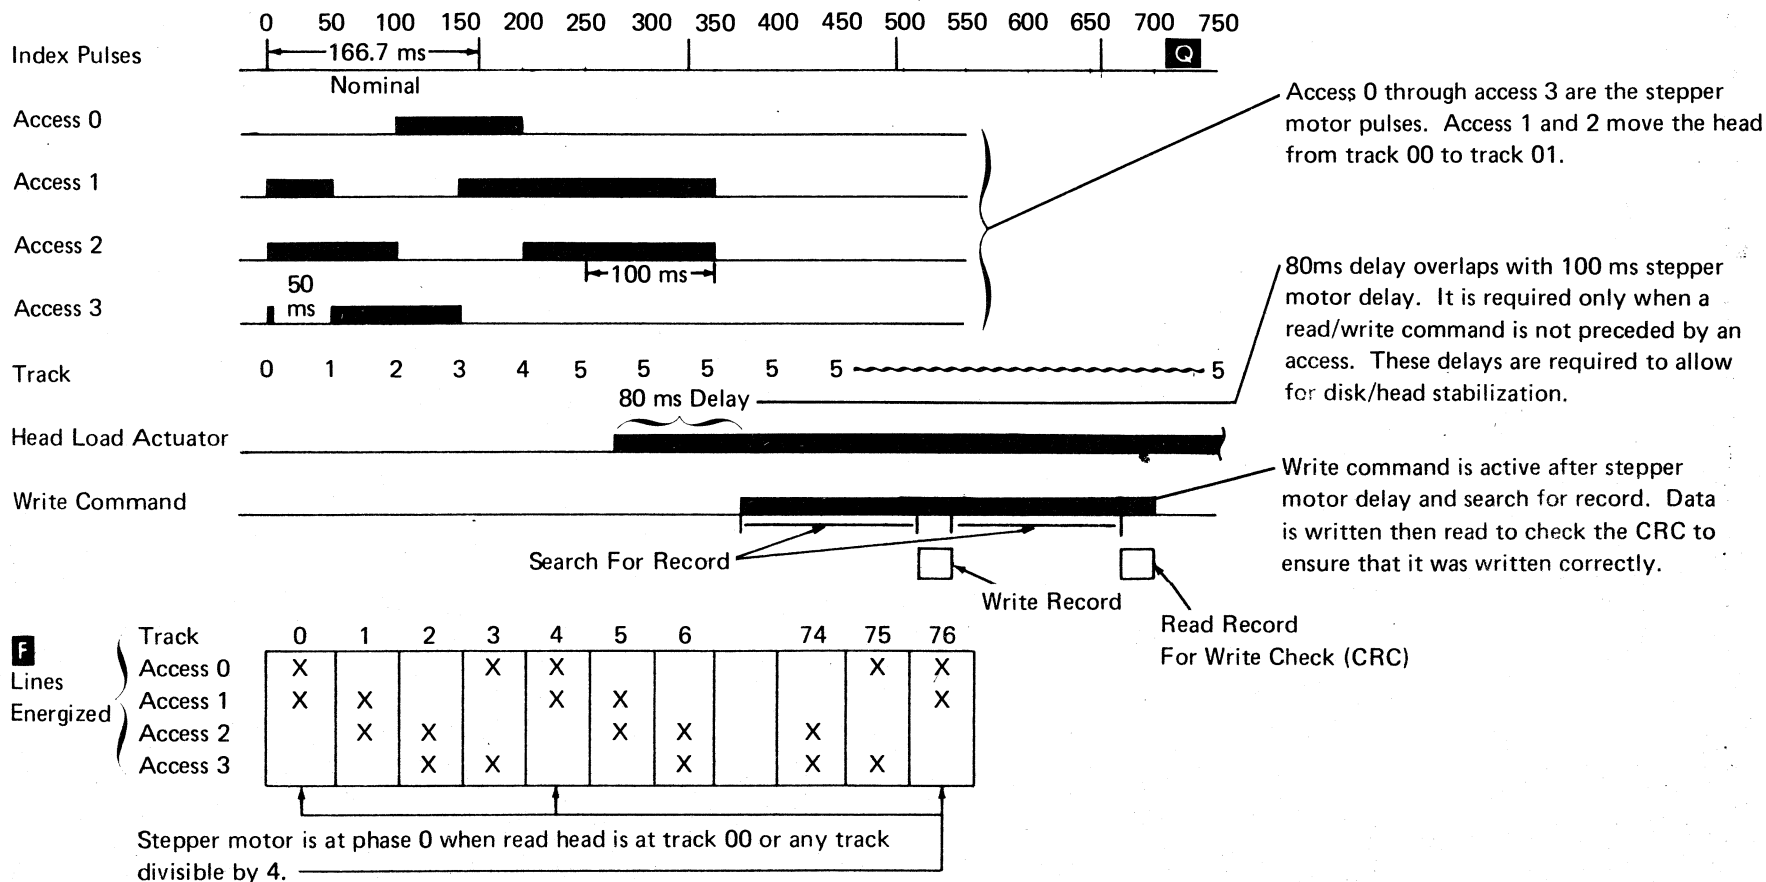 0 50 100 150 200 250 300 350 400 450 500 550 600 650 700 750
Index Pulses
166.7 ms
Nominal
Q
Access 0
Access 1
Access 2
100 ms
50
ms
Access 3
Access 0 through access 3 are the stepper
motor pulses. Access 1 and 2 move the head
from track 00 to track 01.
Track 0 1 2 3 4 5 5 5 5 5 5
80 ms Delay
80ms delay overlaps with 100 ms stepper
motor delay. It is required only when a
read/write command is not preceded by an
access. These delays are required to allow
for disk/head stabilization.
Head Load Actuator
Write Command
Write command is active after stepper
motor delay and search for record. Data
is written then read to check the CRC to
ensure that it was written correctly.
Search For Record
Write Record
Read Record
For Write Check (CRC)
F
Lines
Energized
Track 0 1 2 3 4 5 6 74 75 76
Access 0 X X X X X
Access 1 X X X X X
Access 2 X X X X X
Access 3 X X X X X
Stepper motor is at phase 0 when read head is at track 00 or any track
divisible by 4.